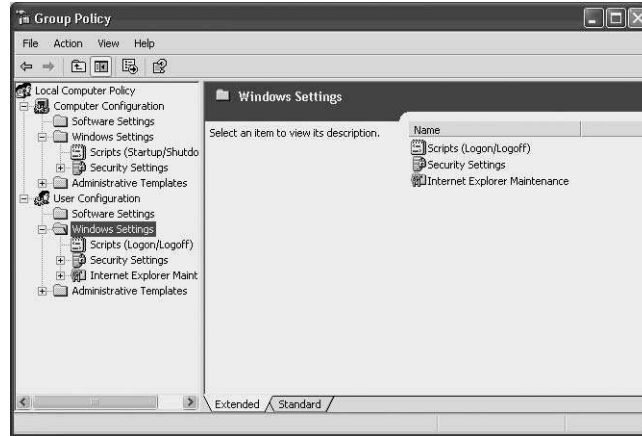 Group Policy
File Action View Help
Local Computer Policy
Computer Configuration
Software Settings
Windows Settings
Scripts (Startup/Shutdo
Security Settings
Administrative Templates
User Configuration
Software Settings
Windows Settings
Scripts (Logon/Logoff)
Security Settings
Internet Explorer Maint
Administrative Templates
Windows Settings
Select an item to view its description.
Name
Scripts (Logon/Logoff)
Security Settings
Internet Explorer Maintenance
Extended Standard